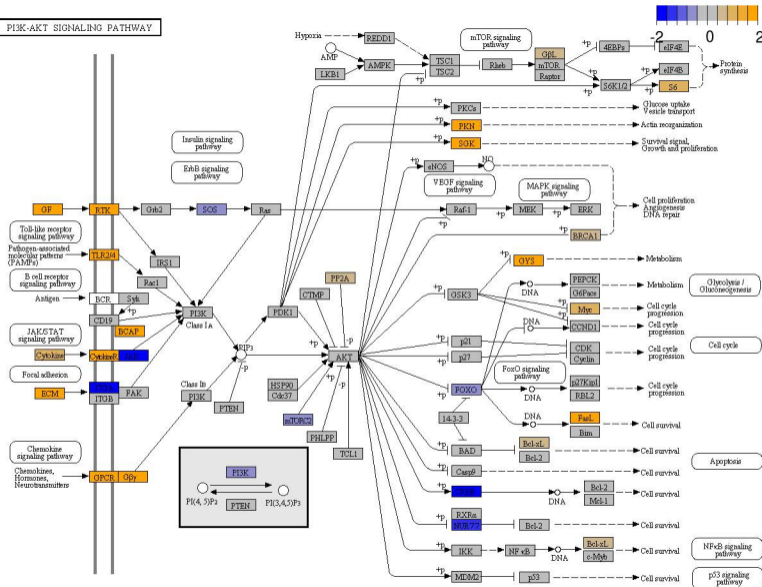 PI3K-AKT SIGNALING PATHWAY
-2 0 2
Hypoxia
REDD1
AMP
LKB1
AMPK
TSC1
TSC2
Rheb
mTOR signaling
pathway
GβL
mTOR
Raptor
4EBPs
eIF4E
S6K1/2
eIF4B
S6
Protein
synthesis
+p
+p
+p
+p
+p
PKCs
Glucose uptake
Vesicle transport
+p
PKN
Actin reorganization
+p
SGK
Survival signal,
Growth and proliferation
Insulin signaling
pathway
ErbB signaling
pathway
+p
eNOS
NO
VEGF signaling
pathway
MAPK signaling
pathway
GF
RTK
Grb2
SOS
Ras
Raf-1
MEK
ERK
+p
BRCA1
Cell proliferation
Angiogenesis
DNA repair
Toll-like receptor
signaling pathway
Pathogen-associated
molecular patterns
(PAMPs)
TLR2/4
IRS1
Rac1
B cell receptor
signaling pathway
Antigen
BCR
Syk
CD19
+p
BCAP
PI3K
Class IA
JAK/STAT
signaling pathway
Cytokine
CytokineR
Focal adhesion
ECM
ITGB
FAK
Class IB
PI3K
PTEN
-p
PIP3
PDK1
CTMP
PP2A
+p
-p
AKT
HSP90
Cdc37
mTORC2
+p
-p
PHLPP
TCL1
Chemokine
signaling pathway
Chemokines,
Hormones,
Neurotransmitters
GPCR
Gβγ
PI3K
PI(4, 5)P2
PI(3,4,5)P3
PTEN
+p
GSK3
GYS
Metabolism
DNA
PEPCK
G6Pace
Metabolism
Glycolysis /
Gluconeogenesis
Myc
Cell cycle
progression
DNA
CCND1
Cell cycle
progression
+p
p21
+p
p27
CDK
Cyclin
Cell cycle
progression
Cell cycle
FoxO signaling
pathway
+p
FOXO
DNA
p27Kip1
RBL2
Cell cycle
progression
14-3-3
DNA
FasL
Bim
Cell survival
+p
BAD
Bcl-xL
Bcl-2
Cell survival
Apoptosis
+p
Casp9
Cell survival
+p
DNA
Bcl-2
Mcl-1
Cell survival
+p
RXRα
NUR77
Bcl-2
Cell survival
+p
IKK
NFκB
DNA
Bcl-xL
c-Myb
Cell survival
NFκB signaling
pathway
+p
MDM2
p53
Cell survival
p53 signaling
pathway